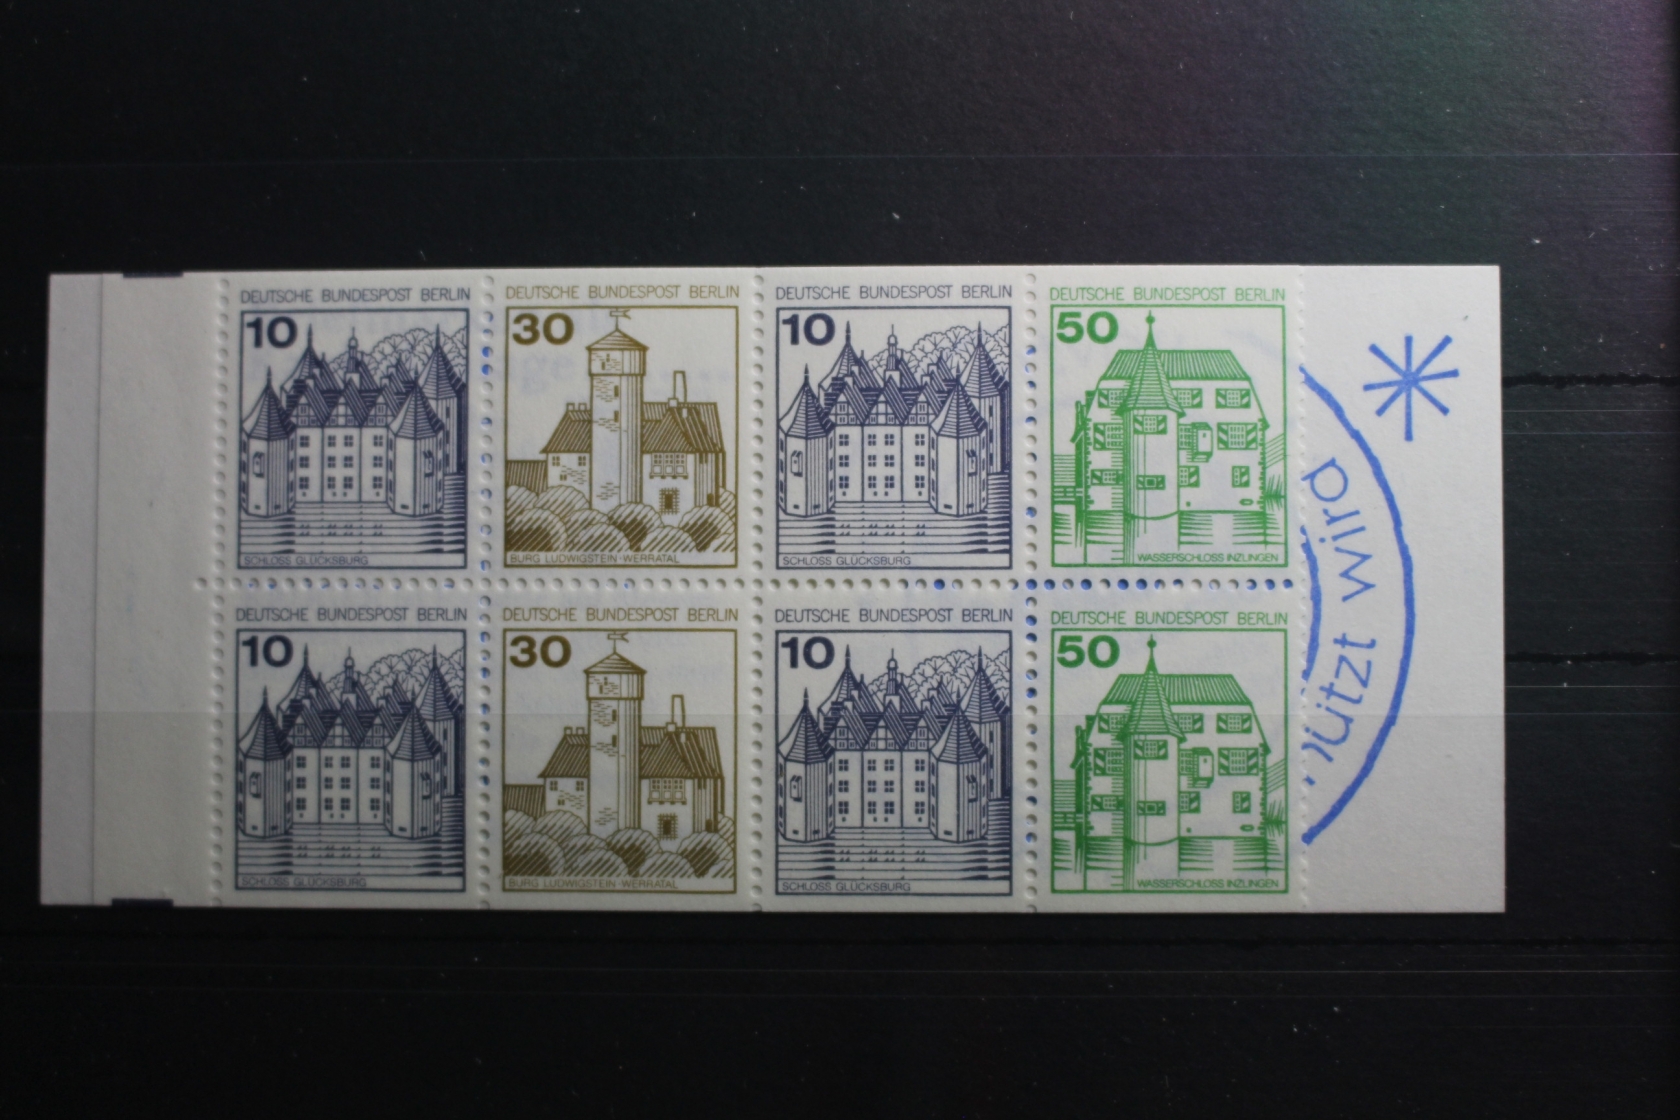 DEUTSCHE BUNDESPOST BERLIN
10
SCHLOSS GLÜCKSBURG
DEUTSCHE BUNDESPOST BERLIN
30
BURG LUDWIGSTEIN·WERRATAL
DEUTSCHE BUNDESPOST BERLIN
10
SCHLOSS GLÜCKSBURG
DEUTSCHE BUNDESPOST BERLIN
50
WASSERSCHLOSS INZLINGEN
DEUTSCHE BUNDESPOST BERLIN
10
SCHLOSS GLÜCKSBURG
DEUTSCHE BUNDESPOST BERLIN
30
BURG LUDWIGSTEIN·WERRATAL
DEUTSCHE BUNDESPOST BERLIN
10
SCHLOSS GLÜCKSBURG
DEUTSCHE BUNDESPOST BERLIN
50
WASSERSCHLOSS INZLINGEN
wird